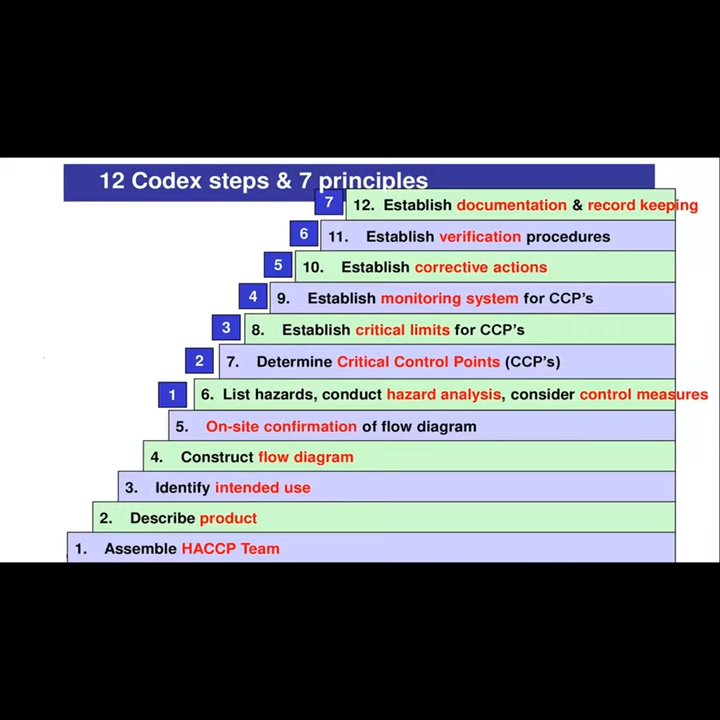 12 Codex steps & 7 principles
7 12. Establish documentation & record keeping
6 11. Establish verification procedures
5 10. Establish corrective actions
4 9. Establish monitoring system for CCP's
3 8. Establish critical limits for CCP's
2 7. Determine Critical Control Points (CCP's)
1 6. List hazards, conduct hazard analysis, consider control measures
5. On-site confirmation of flow diagram
4. Construct flow diagram
3. Identify intended use
2. Describe product
1. Assemble HACCP Team